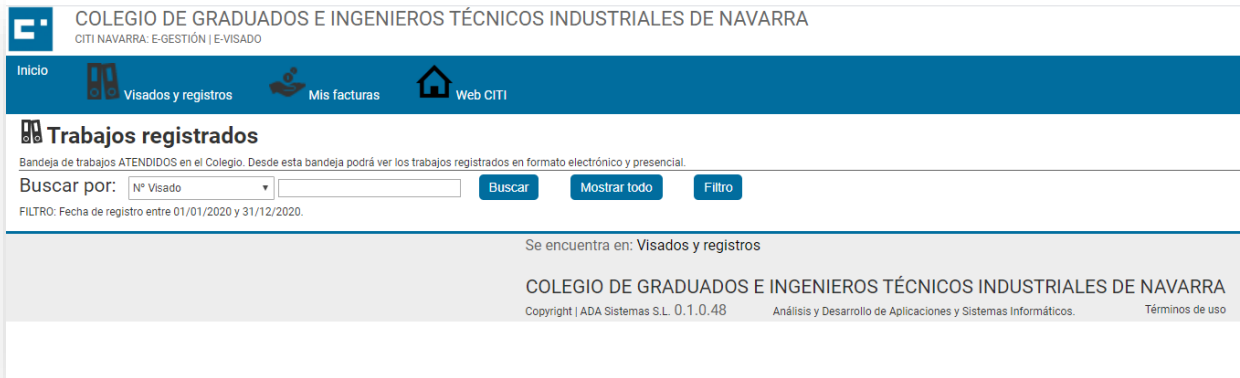 COLEGIO DE GRADUADOS E INGENIEROS TÉCNICOS INDUSTRIALES DE NAVARRA
CITI NAVARRA: E-GESTIÓN | E-VISADO
Inicio
Visados y registros
Mis facturas
Web CITI
Trabajos registrados
Bandeja de trabajos ATENDIDOS en el Colegio. Desde esta bandeja podrá ver los trabajos registrados en formato electrónico y presencial.
Buscar por: Nº Visado Buscar Mostrar todo Filtro
FILTRO: Fecha de registro entre 01/01/2020 y 31/12/2020.
Se encuentra en: Visados y registros
COLEGIO DE GRADUADOS E INGENIEROS TÉCNICOS INDUSTRIALES DE NAVARRA
Copyright | ADA Sistemas S.L. 0.1.0.48 Análisis y Desarrollo de Aplicaciones y Sistemas Informáticos. Términos de uso